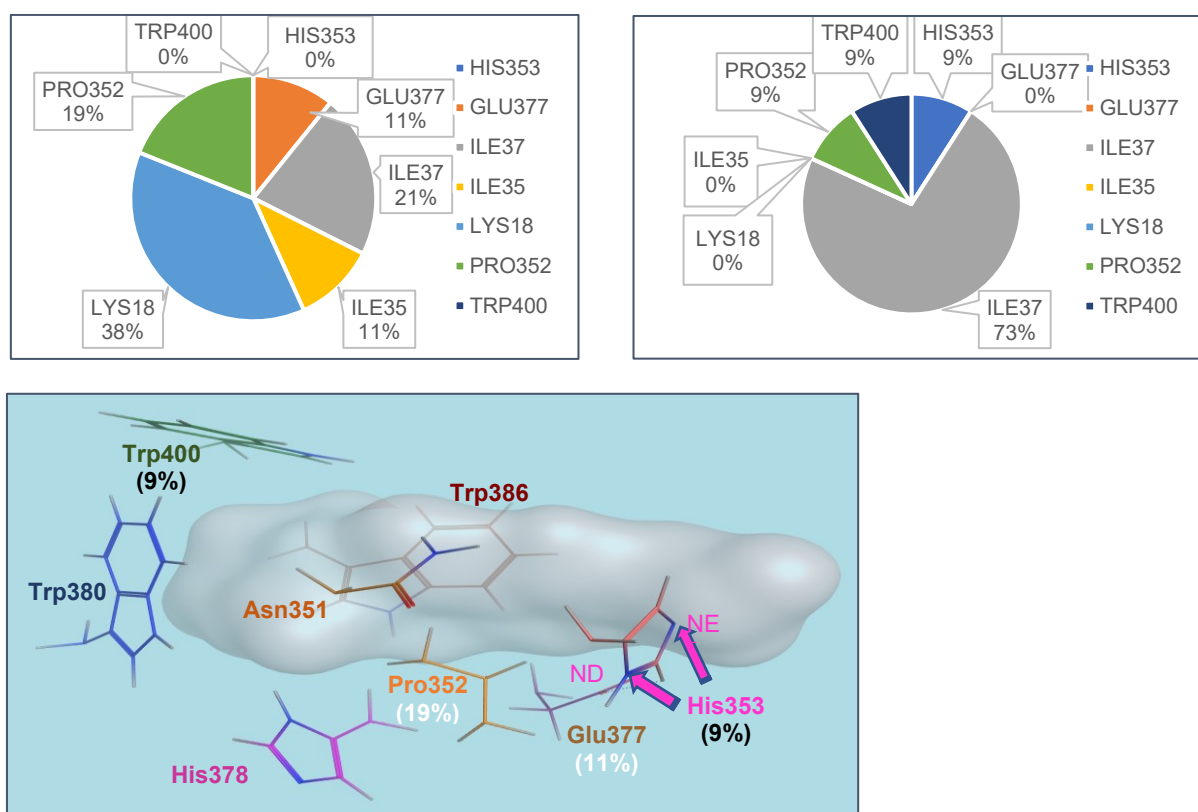 TRP400
0%
HIS353
0%
PRO352
19%
GLU377
11%
ILE37
21%
LYS18
38%
ILE35
11%
HIS353
GLU377
ILE37
ILE35
LYS18
PRO352
TRP400
TRP400
9%
HIS353
9%
PRO352
9%
GLU377
0%
ILE35
0%
LYS18
0%
ILE37
73%
HIS353
GLU377
ILE37
ILE35
LYS18
PRO352
TRP400
Trp400
(9%)
Trp386
Trp380
Asn351
NE
ND
Pro352
(19%)
His353
(9%)
Glu377
(11%)
His378